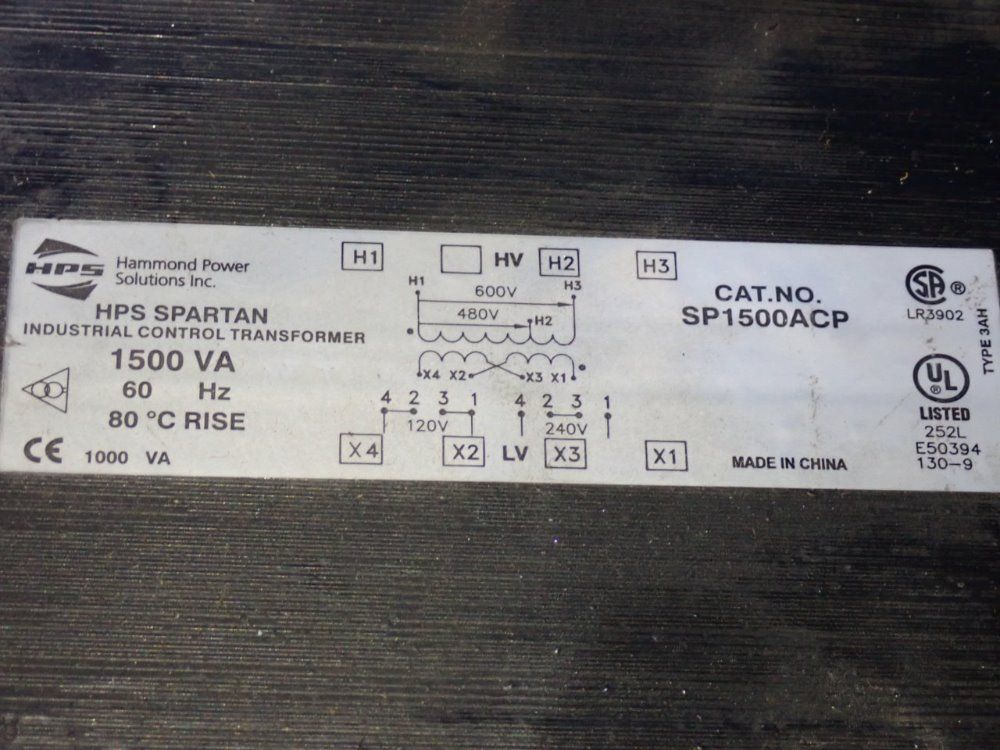 HPS Hammond Power
Solutions Inc.
HPS SPARTAN
INDUSTRIAL CONTROL TRANSFORMER
1500 VA
60 Hz
80 °C RISE
CE 1000 VA
H1 HV H2 H3
H1 600V H3
480V H2
X4 X2 X3 X1
4 2 3 1 4 2 3 1
120V 240V
X4 X2 LV X3 X1
CAT.NO.
SP1500ACP
MADE IN CHINA
SA ®
LR3902
TYPE 3AH
UL
LISTED
252L
E50394
130-9